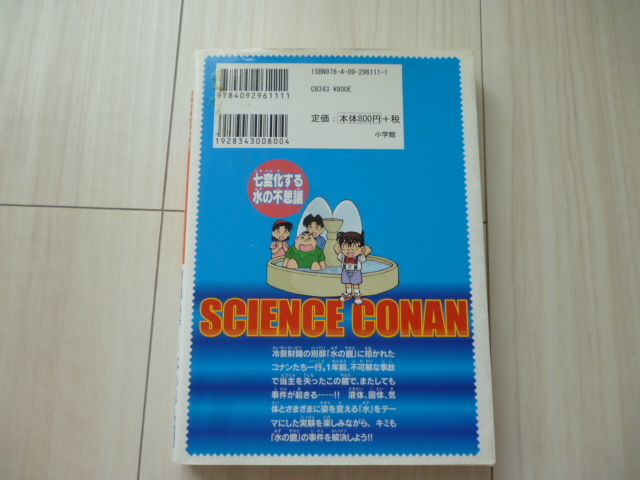 ISBN978-4-09-296111-1
9784092961111
C8343 ¥800E
定価：本体800円＋税
1928343008004
小学館
七変化する
水の不思議
SCIENCE CONAN
冷泉財閥の別邸「水の館」に招かれた
コナンたち一行。1年前、不可解な事故
で当主を失ったこの館で、またしても
事件が起きる……!! 液体、固体、気
体とさまざまに姿を変える「水」をテー
マにした実験を楽しみながら、キミも
「水の館」の事件を解決しよう!!